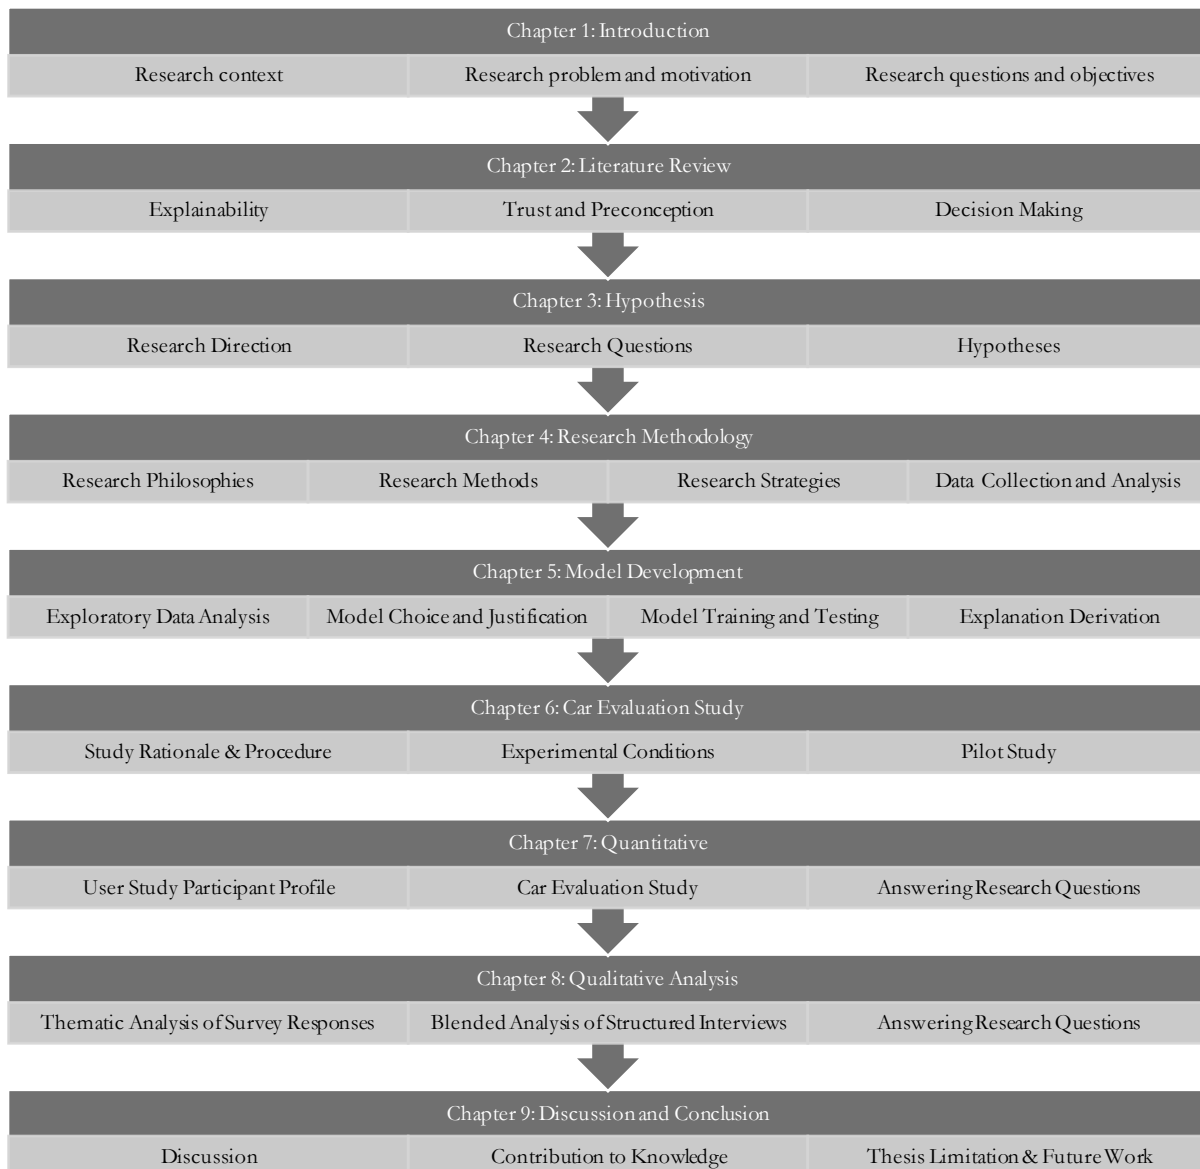 Chapter 1: Introduction
Research context
Research problem and motivation
Research questions and objectives
Chapter 2: Literature Review
Explainability
Trust and Preconception
Decision Making
Chapter 3: Hypothesis
Research Direction
Research Questions
Hypotheses
Chapter 4: Research Methodology
Research Philosophies
Research Methods
Research Strategies
Data Collection and Analysis
Chapter 5: Model Development
Exploratory Data Analysis
Model Choice and Justification
Model Training and Testing
Explanation Derivation
Chapter 6: Car Evaluation Study
Study Rationale & Procedure
Experimental Conditions
Pilot Study
Chapter 7: Quantitative
User Study Participant Profile
Car Evaluation Study
Answering Research Questions
Chapter 8: Qualitative Analysis
Thematic Analysis of Survey Responses
Blended Analysis of Structured Interviews
Answering Research Questions
Chapter 9: Discussion and Conclusion
Discussion
Contribution to Knowledge
Thesis Limitation & Future Work